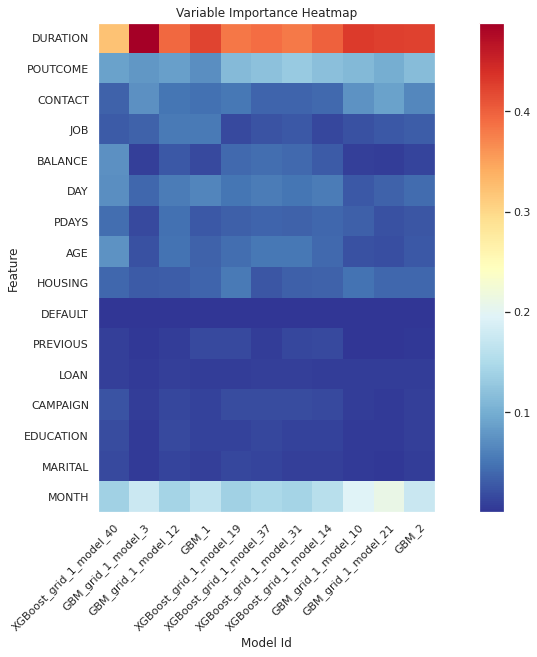 Variable Importance Heatmap
DURATION
POUTCOME
CONTACT
JOB
BALANCE
DAY
PDAYS
AGE
HOUSING
DEFAULT
PREVIOUS
LOAN
CAMPAIGN
EDUCATION
MARITAL
MONTH
Feature
XGBoost_grid_1_model_40
GBM_grid_1_model_3
GBM_grid_1_model_12
GBM_1
XGBoost_grid_1_model_19
XGBoost_grid_1_model_37
XGBoost_grid_1_model_31
XGBoost_grid_1_model_14
GBM_grid_1_model_10
GBM_grid_1_model_21
GBM_2
Model Id
0.4
0.3
0.2
0.1